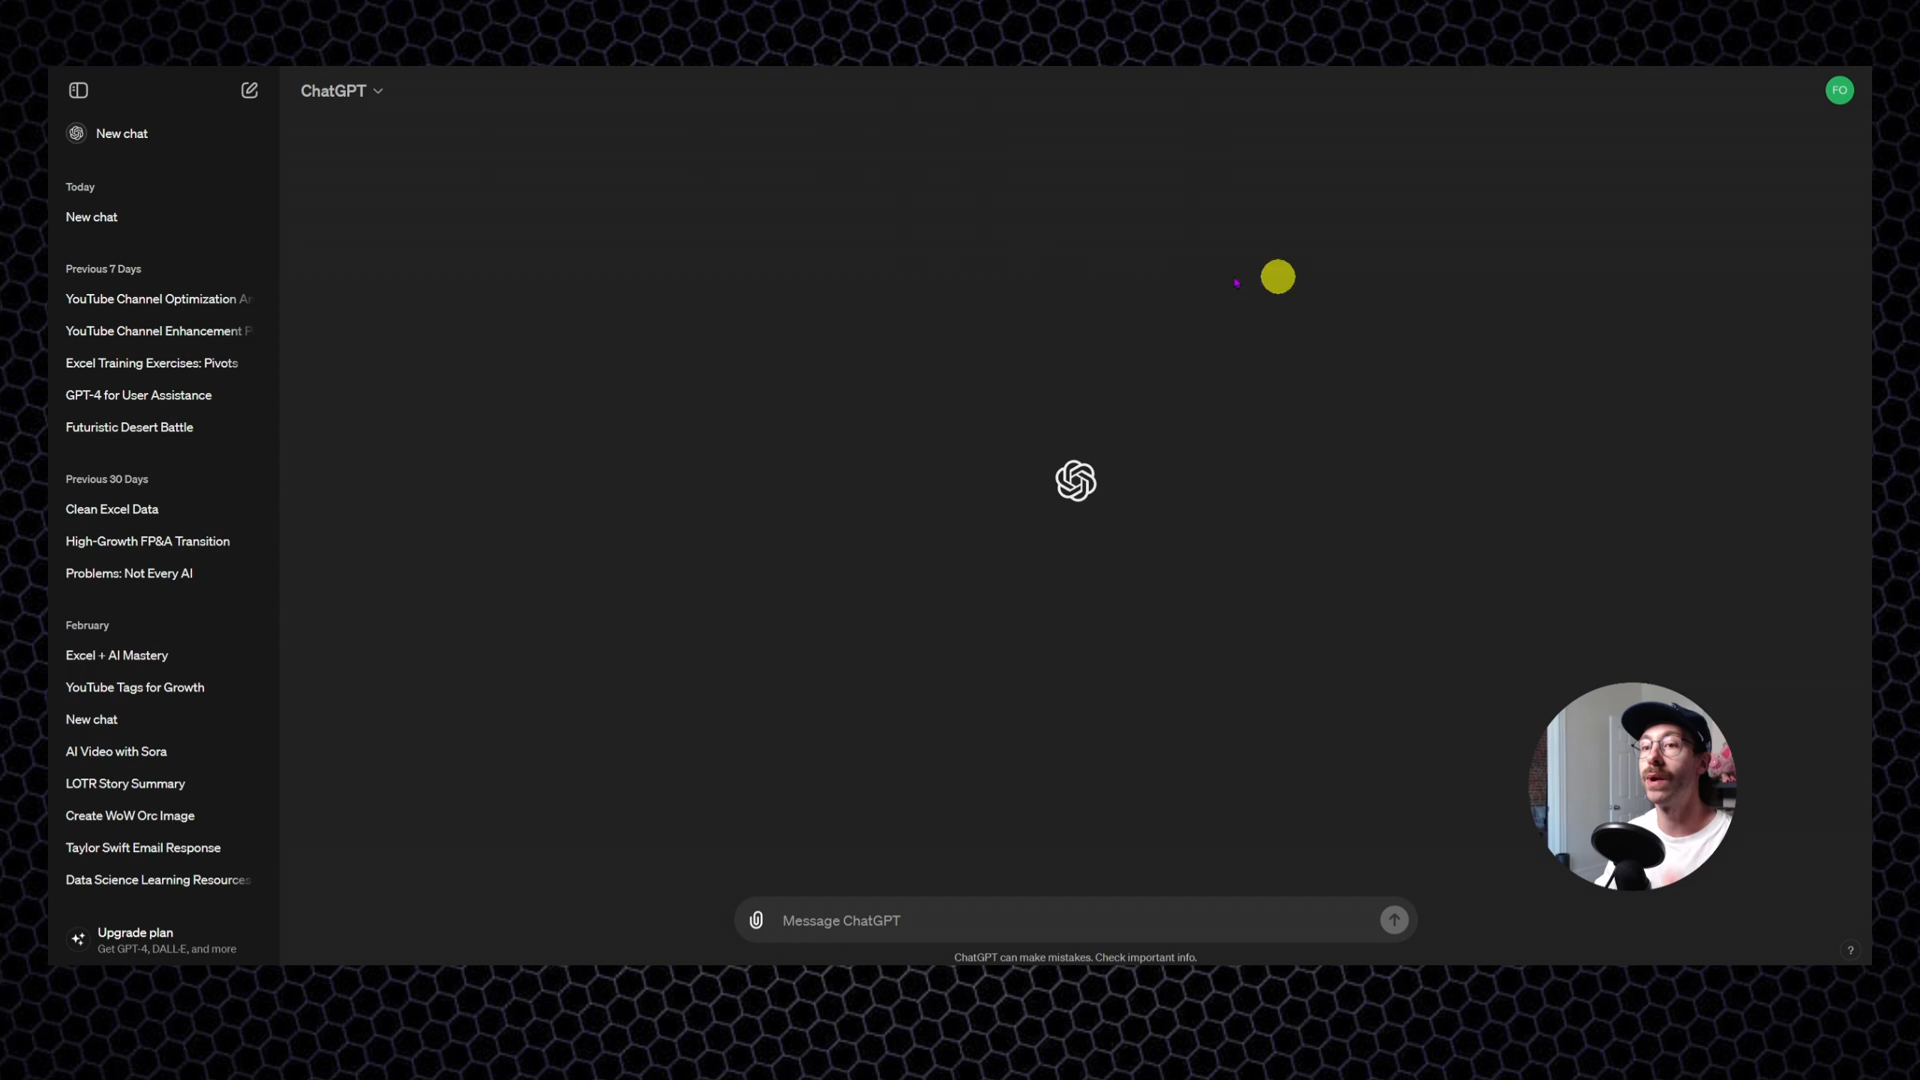 ChatGPT
FO
New chat
Today
New chat
Previous 7 Days
YouTube Channel Optimization
YouTube Channel Enhancement
Excel Training Exercises: Pivots
GPT-4 for User Assistance
Futuristic Desert Battle
Previous 30 Days
Clean Excel Data
High-Growth FP&A Transition
Problems: Not Every AI
February
Excel + AI Mastery
YouTube Tags for Growth
New chat
AI Video with Sora
LOTR Story Summary
Create WoW Orc Image
Taylor Swift Email Response
Data Science Learning Resources
Upgrade plan
Get GPT-4, DALL·E, and more
Message ChatGPT
ChatGPT can make mistakes. Check important info.
?